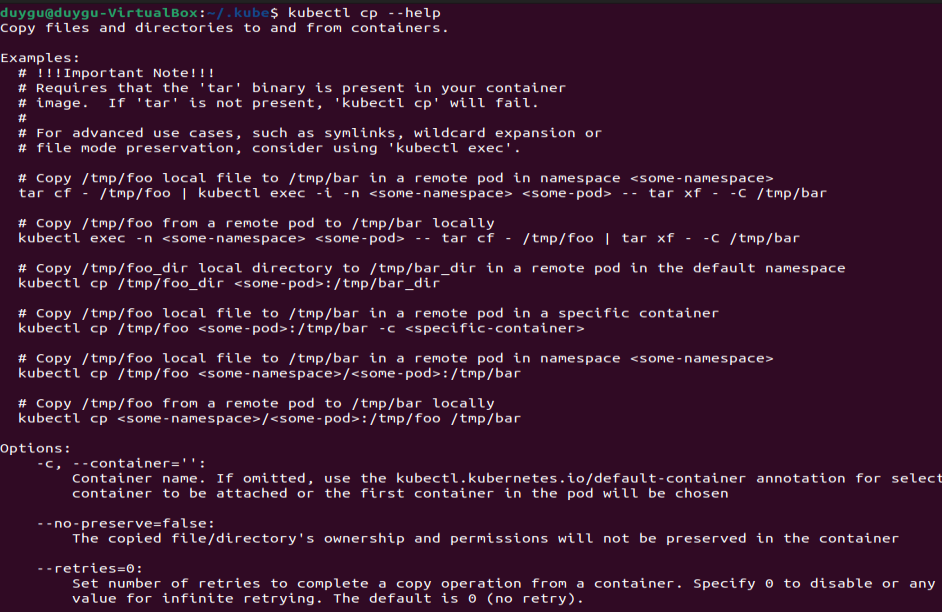 duygu@duygu-VirtualBox:~/.kube$ kubectl cp --help
Copy files and directories to and from containers.

Examples:
  # !!!Important Note!!!
  # Requires that the 'tar' binary is present in your container
  # image.  If 'tar' is not present, 'kubectl cp' will fail.
  #
  # For advanced use cases, such as symlinks, wildcard expansion or
  # file mode preservation, consider using 'kubectl exec'.

  # Copy /tmp/foo local file to /tmp/bar in a remote pod in namespace <some-namespace>
  tar cf - /tmp/foo | kubectl exec -i -n <some-namespace> <some-pod> -- tar xf - -C /tmp/bar

  # Copy /tmp/foo from a remote pod to /tmp/bar locally
  kubectl exec -n <some-namespace> <some-pod> -- tar cf - /tmp/foo | tar xf - -C /tmp/bar

  # Copy /tmp/foo_dir local directory to /tmp/bar_dir in a remote pod in the default namespace
  kubectl cp /tmp/foo_dir <some-pod>:/tmp/bar_dir

  # Copy /tmp/foo local file to /tmp/bar in a remote pod in a specific container
  kubectl cp /tmp/foo <some-pod>:/tmp/bar -c <specific-container>

  # Copy /tmp/foo local file to /tmp/bar in a remote pod in namespace <some-namespace>
  kubectl cp /tmp/foo <some-namespace>/<some-pod>:/tmp/bar

  # Copy /tmp/foo from a remote pod to /tmp/bar locally
  kubectl cp <some-namespace>/<some-pod>:/tmp/foo /tmp/bar

Options:
    -c, --container='':
        Container name. If omitted, use the kubectl.kubernetes.io/default-container annotation for select
        container to be attached or the first container in the pod will be chosen

    --no-preserve=false:
        The copied file/directory's ownership and permissions will not be preserved in the container

    --retries=0:
        Set number of retries to complete a copy operation from a container. Specify 0 to disable or any
        value for infinite retrying. The default is 0 (no retry).